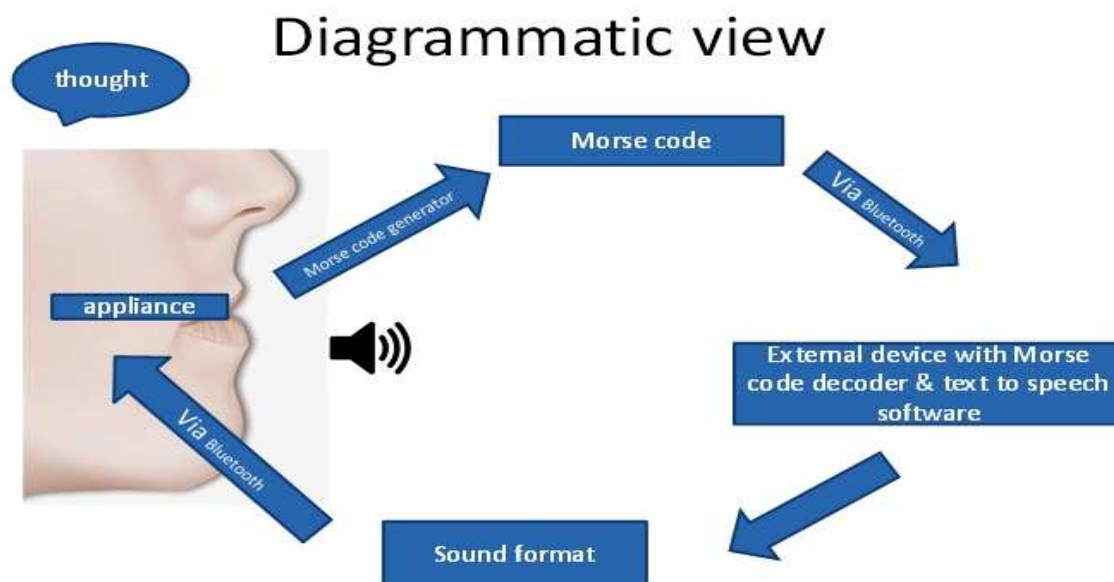 Diagrammatic view
thought
Morse code
Morse code generator
Via Bluetooth
appliance
External device with Morse
code decoder & text to speech
software
Via Bluetooth
Sound format